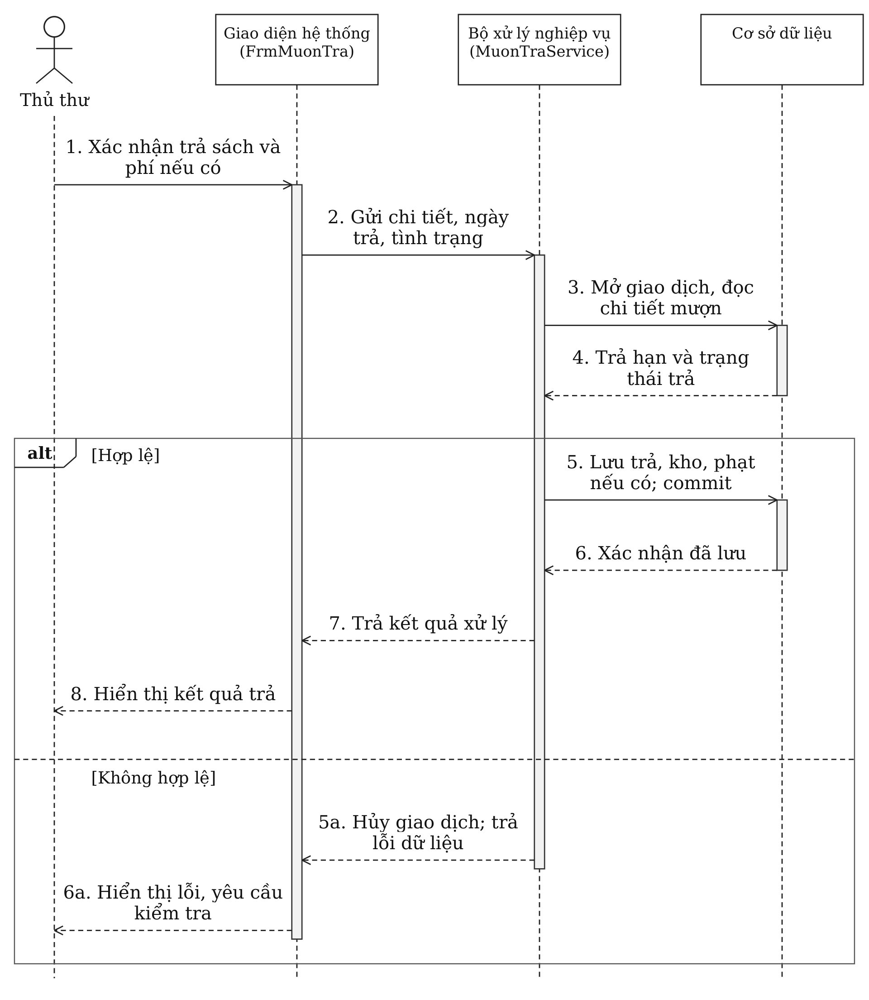 Thủ thư
Giao diện hệ thống
(FrmMuonTra)
Bộ xử lý nghiệp vụ
(MuonTraService)
Cơ sở dữ liệu
1. Xác nhận trả sách và
phí nếu có
2. Gửi chi tiết, ngày
trả, tình trạng
3. Mở giao dịch, đọc
chi tiết mượn
4. Trả hạn và trạng
thái trả
alt
[Hợp lệ]
5. Lưu trả, kho, phạt
nếu có; commit
6. Xác nhận đã lưu
7. Trả kết quả xử lý
8. Hiển thị kết quả trả
[Không hợp lệ]
5a. Hủy giao dịch; trả
lỗi dữ liệu
6a. Hiển thị lỗi, yêu cầu
kiểm tra